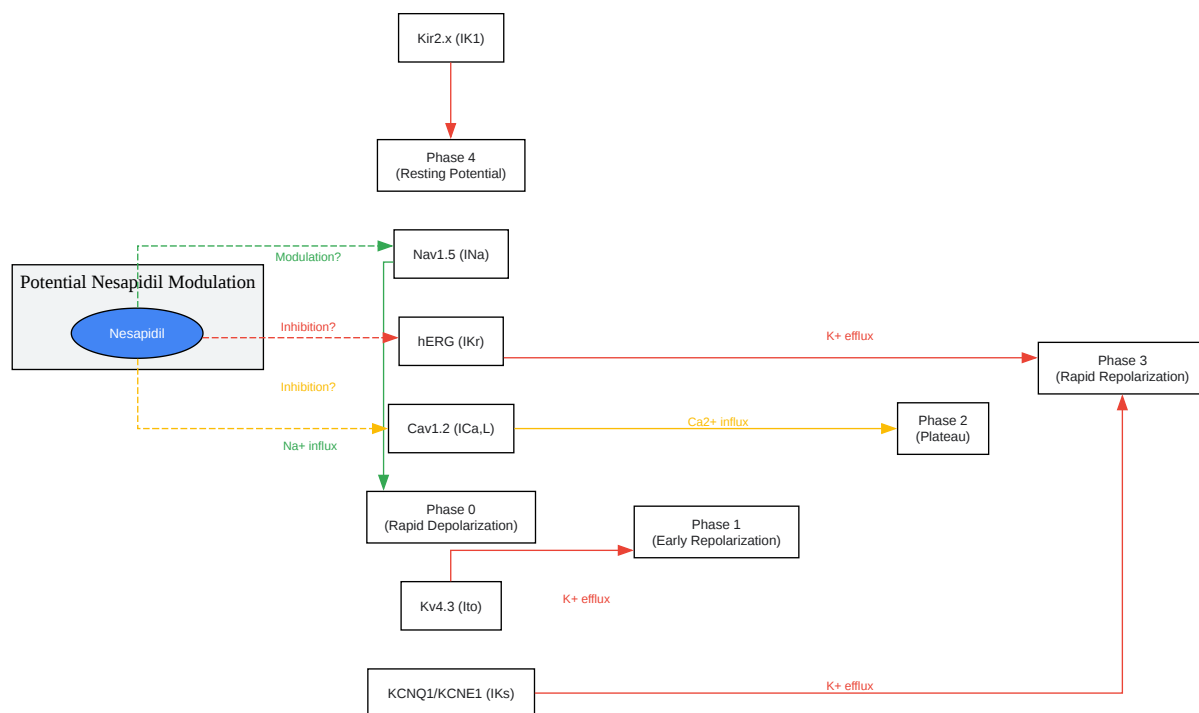 Kir2.x (IK1)
Phase 4
(Resting Potential)
Nav1.5 (INa)
Modulation?
Potential Nesapidil Modulation
Nesapidil
Inhibition?
hERG (IKr)
K+ efflux
Phase 3
(Rapid Repolarization)
Inhibition?
Cav1.2 (ICa,L)
Ca2+ influx
Phase 2
(Plateau)
Na+ influx
Phase 0
(Rapid Depolarization)
Phase 1
(Early Repolarization)
Kv4.3 (Ito)
K+ efflux
KCNQ1/KCNE1 (IKs)
K+ efflux